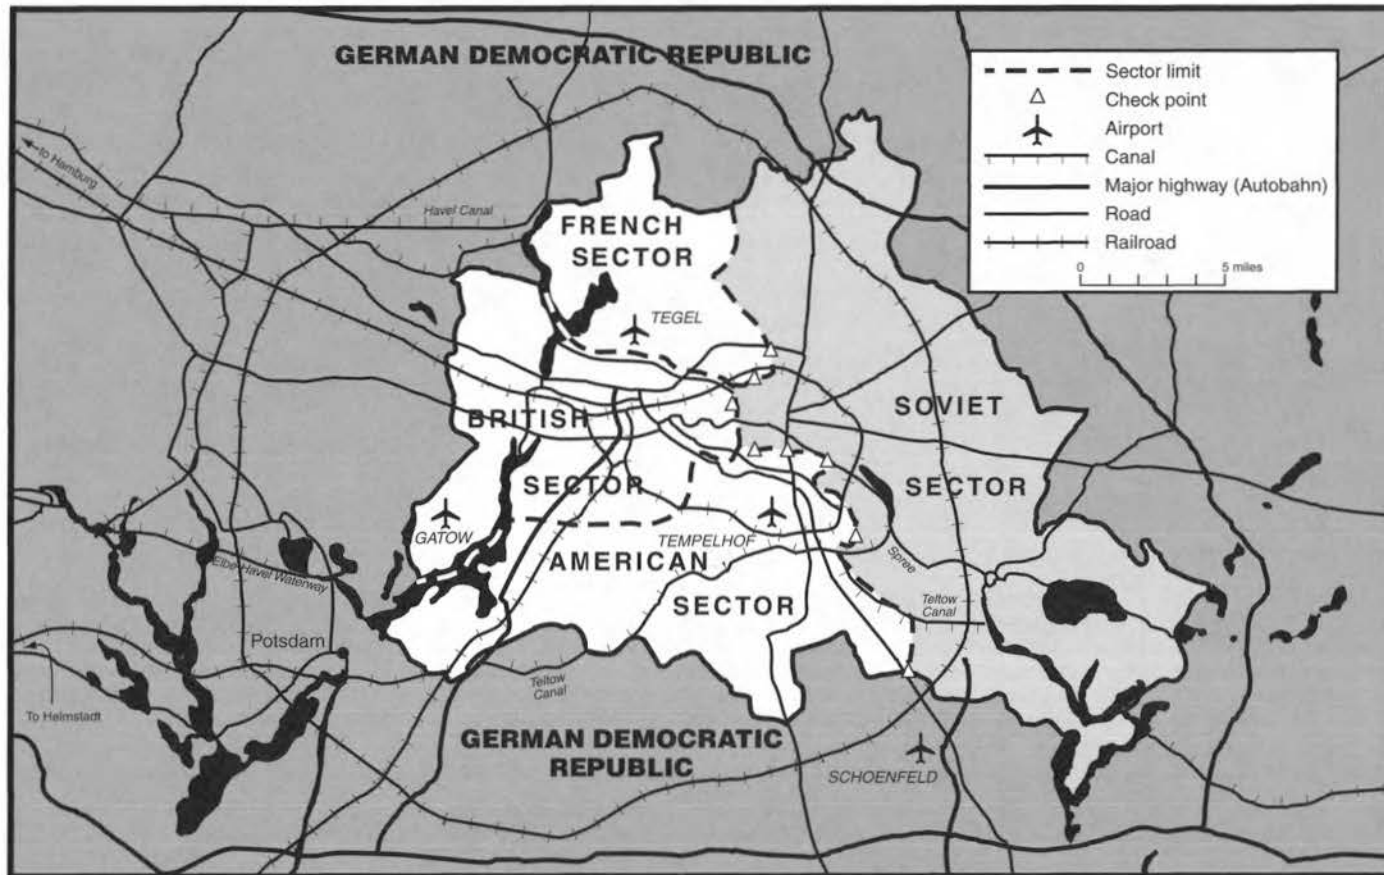 GERMAN DEMOCRATIC REPUBLIC
Sector limit
Check point
Airport
Canal
Major highway (Autobahn)
Road
Railroad
0
5 miles
to Hamburg
Havel Canal
FRENCH
SECTOR
TEGEL
BRITISH
SECTOR
SOVIET
SECTOR
GATOW
TEMPELHOF
AMERICAN
SECTOR
Elbe-Havel Waterway
Spree
Teltow
Canal
Potsdam
Teltow
Canal
To Helmstadt
GERMAN DEMOCRATIC
REPUBLIC
SCHOENFELD